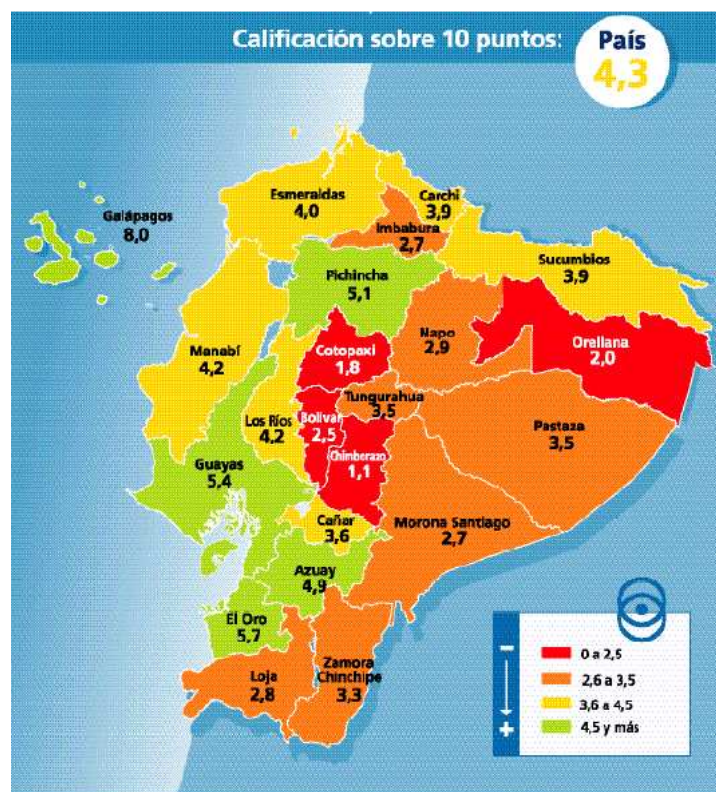 Calificación sobre 10 puntos:
País
4,3
Esmeraldas
4,0
Carchi
3,9
Imbabura
2,7
Galápagos
8,0
Sucumbios
3,9
Pichincha
5,1
Napo
2,9
Orellana
2,0
Manabí
4,2
Cotopaxi
1,8
Tungurahua
3,5
Los Ríos
4,2
Bolívar
2,5
Pastaza
3,5
Chimberazo
1,1
Guayas
5,4
Cañar
3,6
Morona Santiago
2,7
Azuay
4,9
El Oro
5,7
Loja
2,8
Zamora
Chinchipe
3,3
0 a 2,5
2,6 a 3,5
3,6 a 4,5
4,5 y más